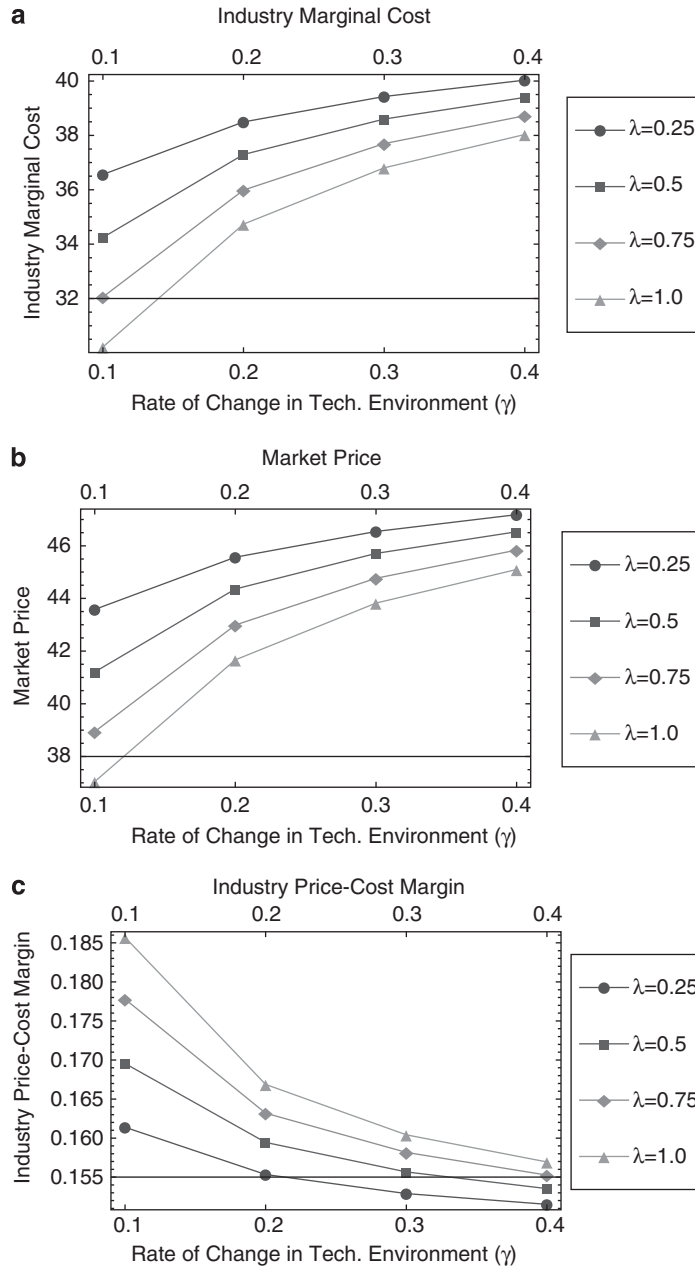 a
Industry Marginal Cost
0.1 0.2 0.3 0.4
40
38
36
34
32
Industry Marginal Cost
0.1 0.2 0.3 0.4
Rate of Change in Tech. Environment (γ)
λ=0.25
λ=0.5
λ=0.75
λ=1.0
b
Market Price
0.1 0.2 0.3 0.4
46
44
42
40
38
Market Price
0.1 0.2 0.3 0.4
Rate of Change in Tech. Environment (γ)
λ=0.25
λ=0.5
λ=0.75
λ=1.0
c
Industry Price-Cost Margin
0.1 0.2 0.3 0.4
0.185
0.180
0.175
0.170
0.165
0.160
0.155
Industry Price-Cost Margin
0.1 0.2 0.3 0.4
Rate of Change in Tech. Environment (γ)
λ=0.25
λ=0.5
λ=0.75
λ=1.0